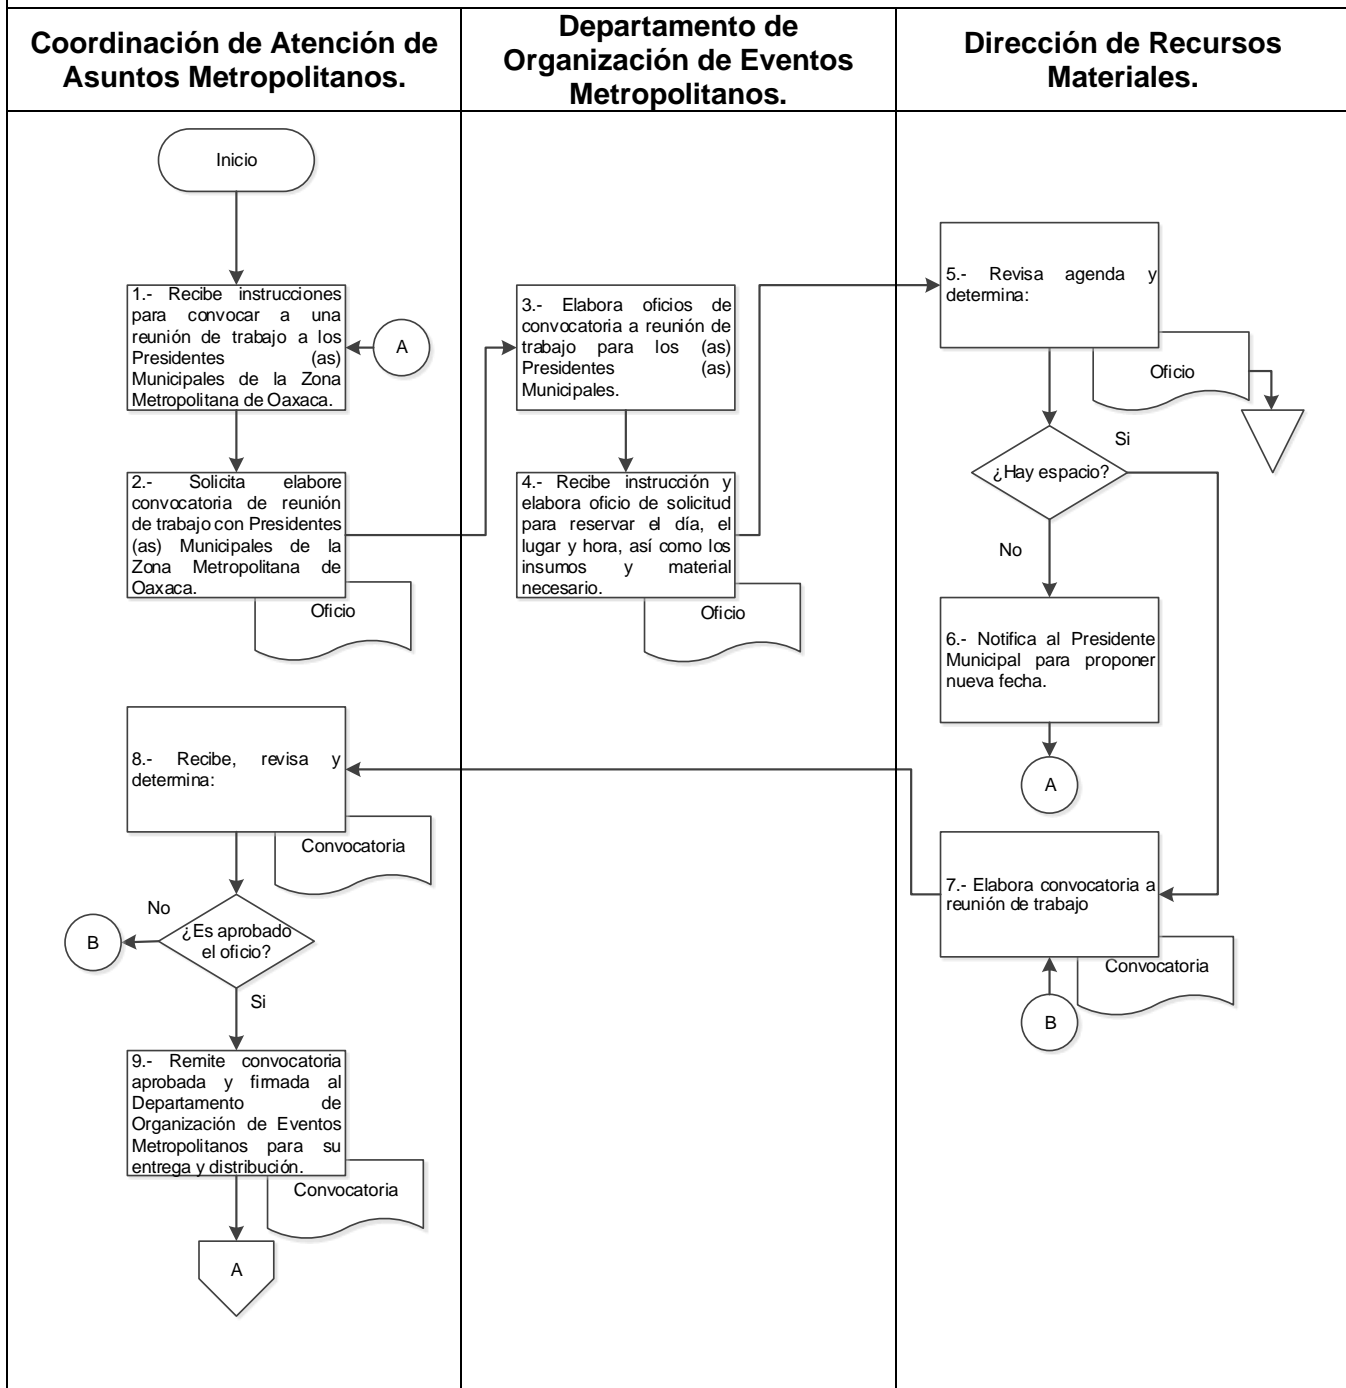 Coordinación de Atención de
Asuntos Metropolitanos.
Departamento de
Organización de Eventos
Metropolitanos.
Dirección de Recursos
Materiales.
Inicio
1.- Recibe instrucciones
para convocar a una
reunión de trabajo a los
Presidentes (as)
Municipales de la Zona
Metropolitana de Oaxaca.
A
2.- Solicita elabore
convocatoria de reunión
de trabajo con Presidentes
(as) Municipales de la
Zona Metropolitana de
Oaxaca.
Oficio
3.- Elabora oficios de
convocatoria a reunión de
trabajo para los (as)
Presidentes (as)
Municipales.
4.- Recibe instrucción y
elabora oficio de solicitud
para reservar el día, el
lugar y hora, así como los
insumos y material
necesario.
Oficio
5.- Revisa agenda y
determina:
Oficio
¿Hay espacio?
Si
No
6.- Notifica al Presidente
Municipal para proponer
nueva fecha.
A
7.- Elabora convocatoria a
reunión de trabajo
Convocatoria
B
8.- Recibe, revisa y
determina:
Convocatoria
¿Es aprobado
el oficio?
No
B
Si
9.- Remite convocatoria
aprobada y firmada al
Departamento de
Organización de Eventos
Metropolitanos para su
entrega y distribución.
Convocatoria
A